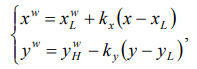 {x^w = x_L^w + k_x(x - x_L)
{y^w = y_H^w - k_y(y - y_L)'